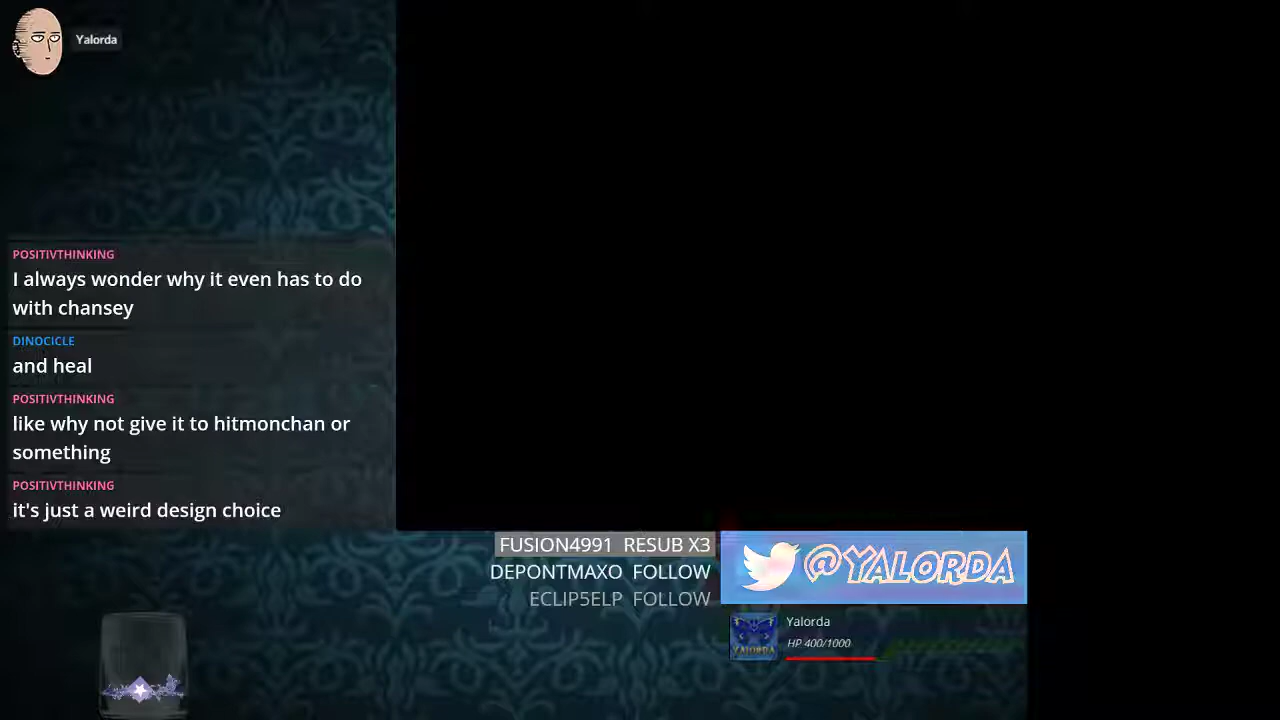 Yalorda
POSITIVTHINKING
I always wonder why it even has to do
with chansey
DINOCICLE
and heal
POSITIVTHINKING
like why not give it to hitmonchan or
something
POSITIVTHINKING
it's just a weird design choice
FUSION4991 RESUB X3
DEPONTMAXO FOLLOW
ECLIP5ELP FOLLOW
@YALORDA
Yalorda
HP 400/1000
YALORDA